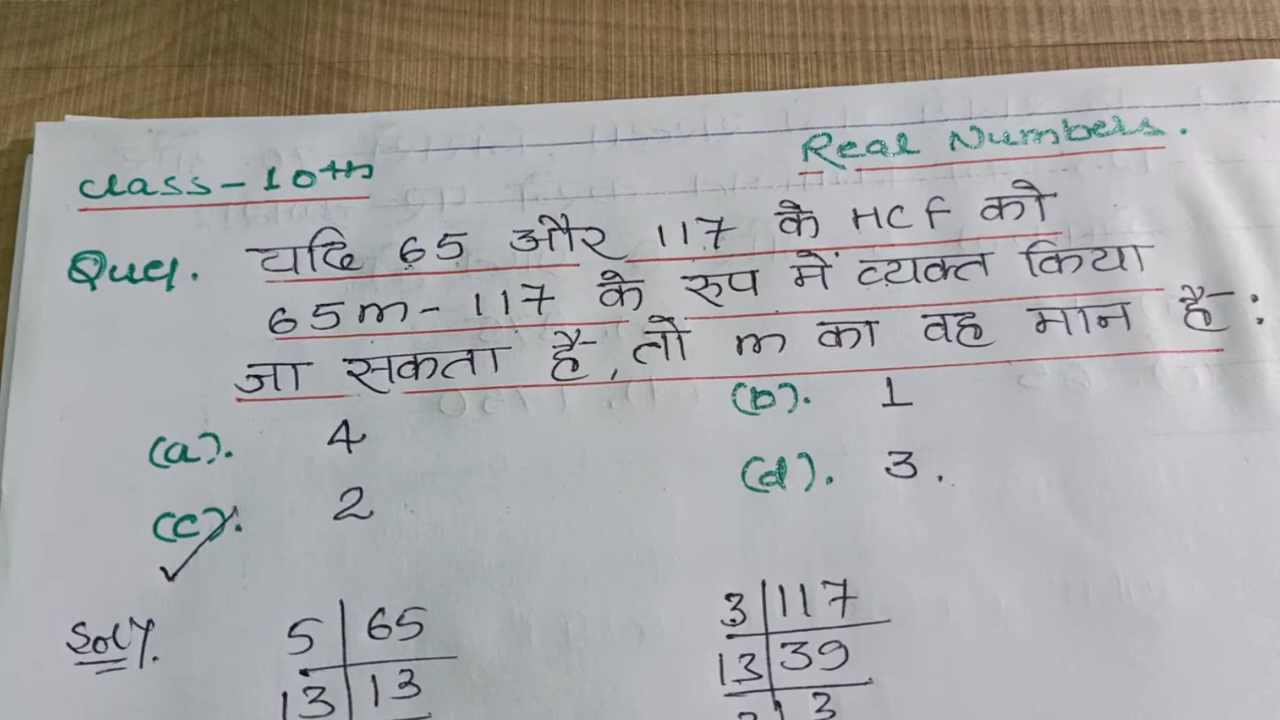 Class-10th
Real Numbers.
Que. यदि 65 और 117 के HCF को
65m-117 के रुप में व्यक्त किया
जा सकता है, तो m का वह मान है:
(a). 4
(b). 1
(c). 2
(d). 3.
Solⁿ.
5 | 65
13 | 13
3 | 117
13 | 39
3